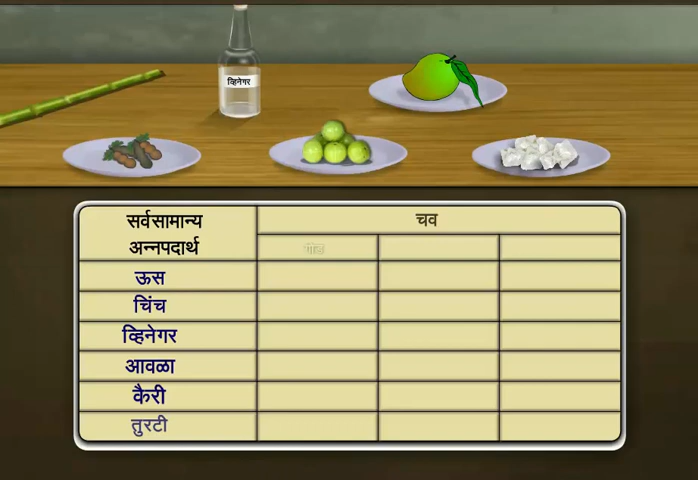 व्हिनेगर
सर्वसामान्य
अन्नपदार्थ
चव
गोड
ऊस
चिंच
व्हिनेगर
आवळा
कैरी
तुरटी